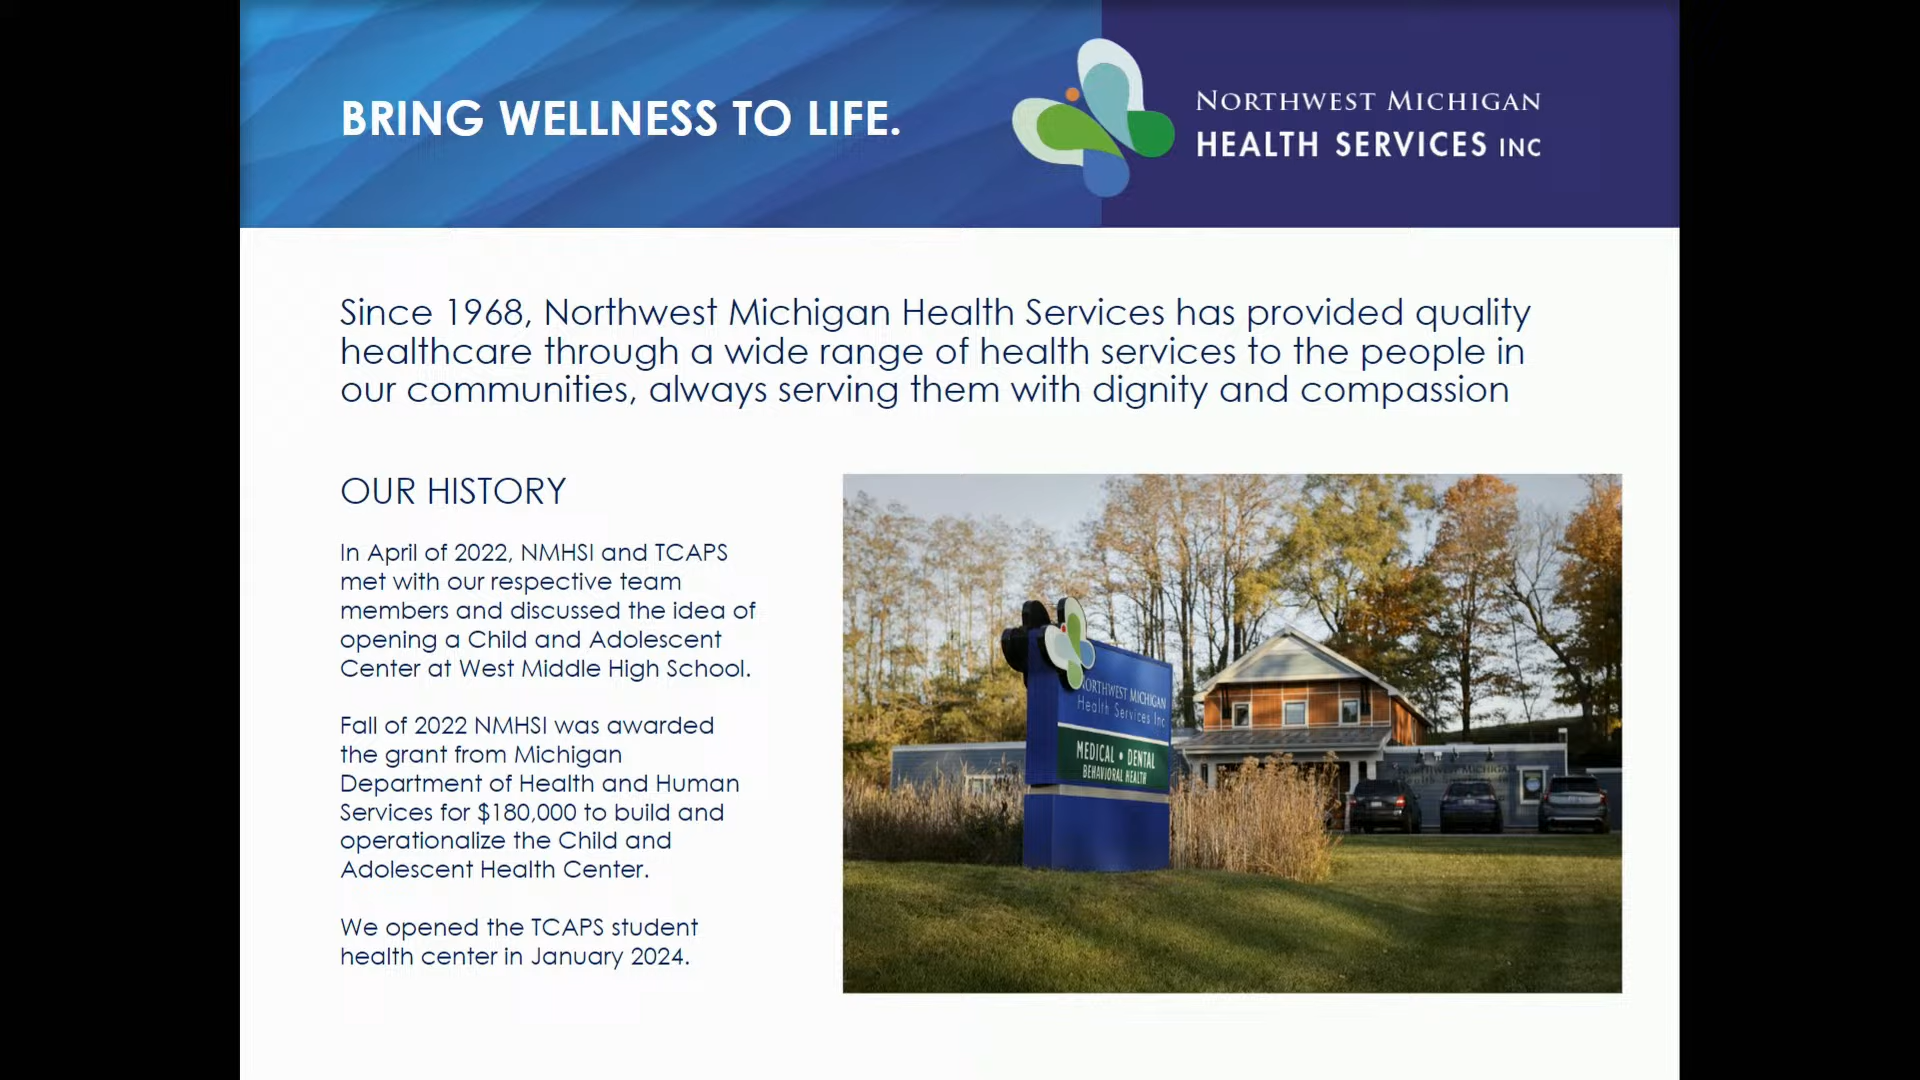 BRING WELLNESS TO LIFE.
NORTHWEST MICHIGAN
HEALTH SERVICES INC
Since 1968, Northwest Michigan Health Services has provided quality
healthcare through a wide range of health services to the people in
our communities, always serving them with dignity and compassion
OUR HISTORY
In April of 2022, NMHSI and TCAPS
met with our respective team
members and discussed the idea of
opening a Child and Adolescent
Center at West Middle High School.
Fall of 2022 NMHSI was awarded
the grant from Michigan
Department of Health and Human
Services for $180,000 to build and
operationalize the Child and
Adolescent Health Center.
We opened the TCAPS student
health center in January 2024.
NORTHWEST MICHIGAN
Health Services Inc
MEDICAL • DENTAL
BEHAVIORAL HEALTH
NORTHWEST MICHIGAN